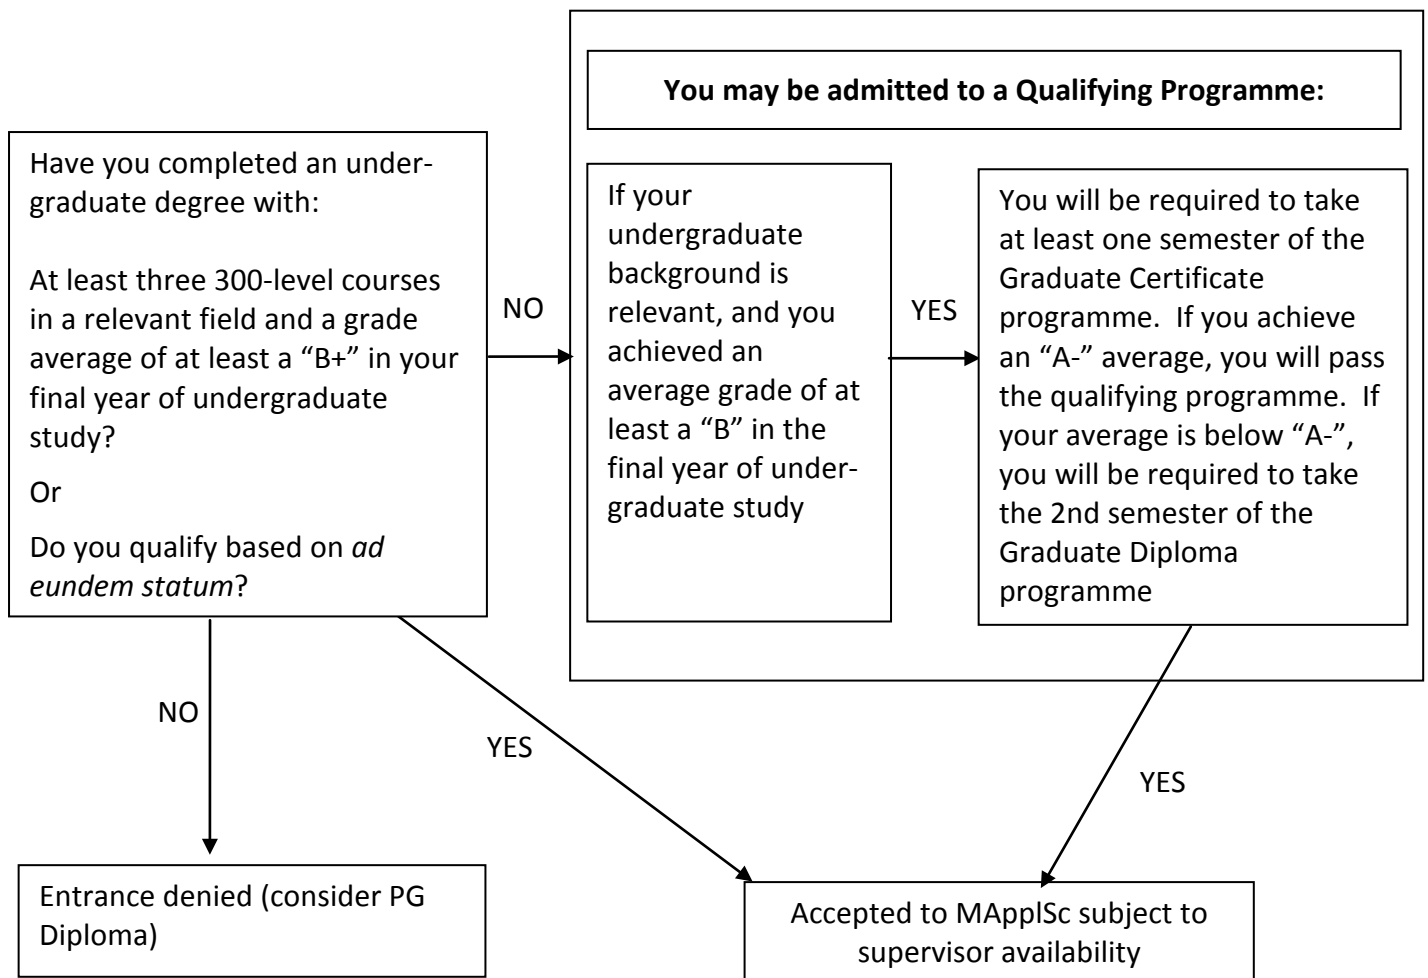 You may be admitted to a Qualifying Programme:
Have you completed an under-
graduate degree with:
At least three 300-level courses
in a relevant field and a grade
average of at least a “B+” in your
final year of undergraduate
study?
Or
Do you qualify based on ad
eundem statum?
NO
If your
undergraduate
background is
relevant, and you
achieved an
average grade of at
least a “B” in the
final year of under-
graduate study
YES
You will be required to take
at least one semester of the
Graduate Certificate
programme.  If you achieve
an “A-” average, you will pass
the qualifying programme.  If
your average is below “A-”,
you will be required to take
the 2nd semester of the
Graduate Diploma
programme
NO
YES
YES
Entrance denied (consider PG
Diploma)
Accepted to MApplSc subject to
supervisor availability